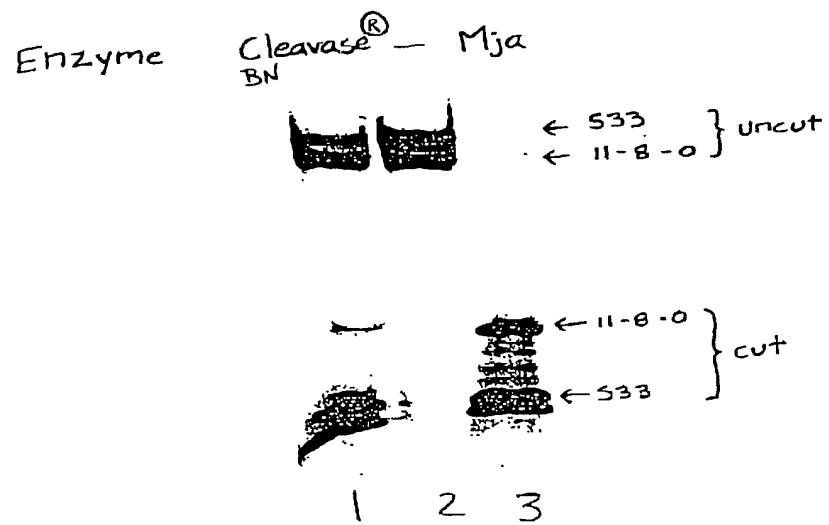 Enzyme Cleavase® — Mja
BN
← 533
← 11-8-0
} uncut
← 11-8-0
← 533
} cut
1 2 3